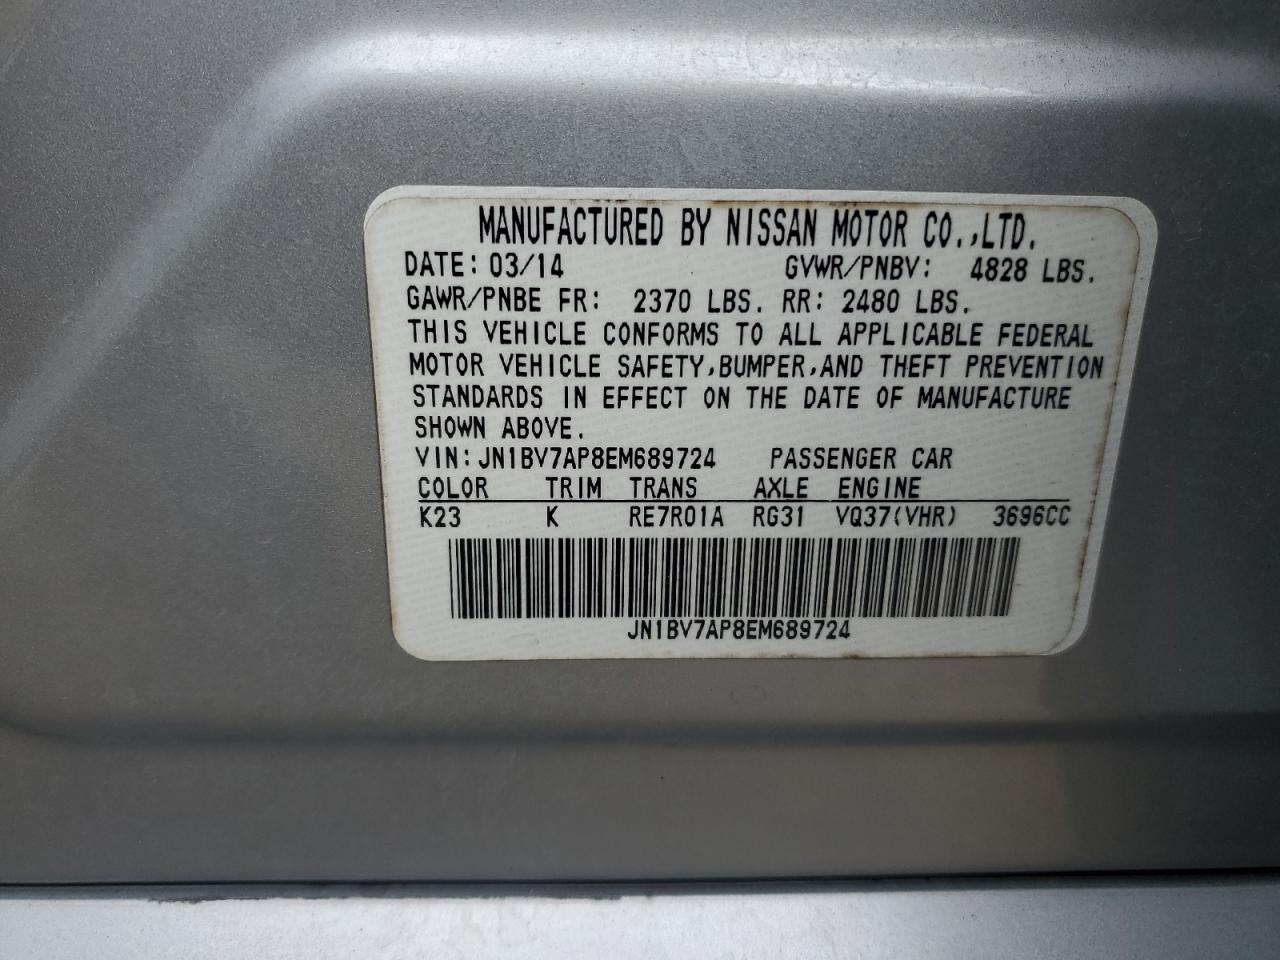 MANUFACTURED BY NISSAN MOTOR CO.,LTD.
DATE: 03/14 GVWR/PNBV: 4828 LBS.
GAWR/PNBE FR: 2370 LBS. RR: 2480 LBS.
THIS VEHICLE CONFORMS TO ALL APPLICABLE FEDERAL
MOTOR VEHICLE SAFETY,BUMPER,AND THEFT PREVENTION
STANDARDS IN EFFECT ON THE DATE OF MANUFACTURE
SHOWN ABOVE.
VIN: JN1BV7AP8EM689724 PASSENGER CAR
COLOR TRIM TRANS AXLE ENGINE
K23 K RE7R01A RG31 VQ37(VHR) 3696CC
JN1BV7AP8EM689724